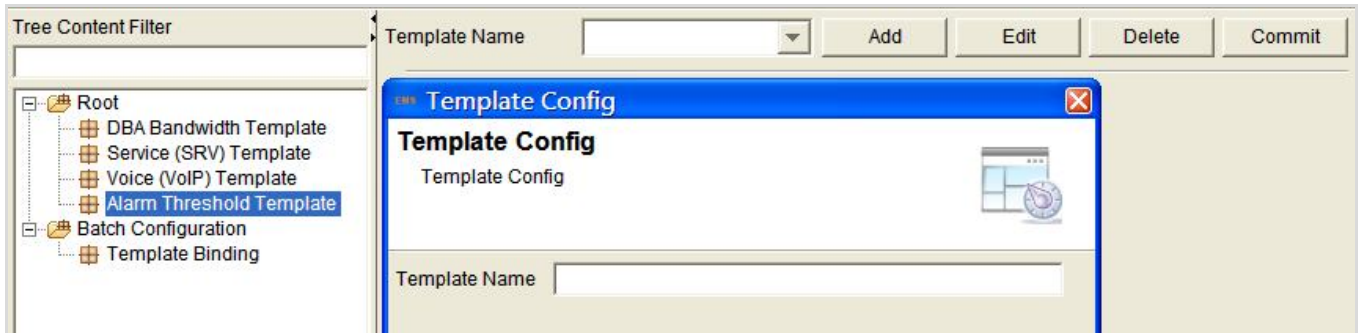 Tree Content Filter
Template Name Add Edit Delete Commit
Root
DBA Bandwidth Template
Service (SRV) Template
Voice (VoIP) Template
Alarm Threshold Template
Batch Configuration
Template Binding
EMS Template Config
Template Config
Template Config
Template Name